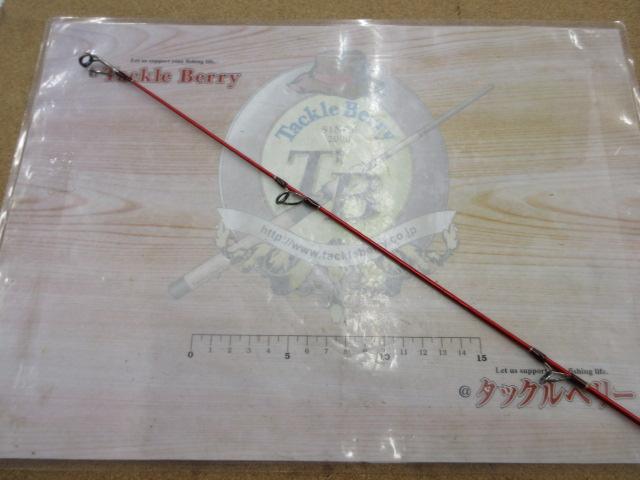 Let us support your fishing life.
Tackle Berry
Tackle Berry
SINCE
2000
TB
http://www.tackleberry.co.jp
0 1 2 3 4 5 6 7 8 9 10 11 12 13 14 15
Let us support your fishing life.
@ タックルベリー